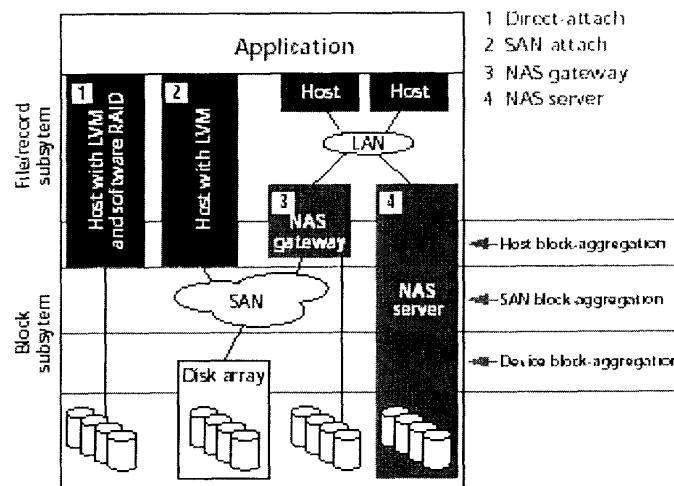 Application
1 Direct-attach
2 SAN attach
3 NAS gateway
4 NAS server
File/record
subsytem
1
Host with LVM
and software RAID
2
Host with LVM
Host
Host
LAN
3
NAS
gateway
4
NAS
server
Host block-aggregation
SAN
SAN block-aggregation
Block
subsytem
Device block-aggregation
Disk array